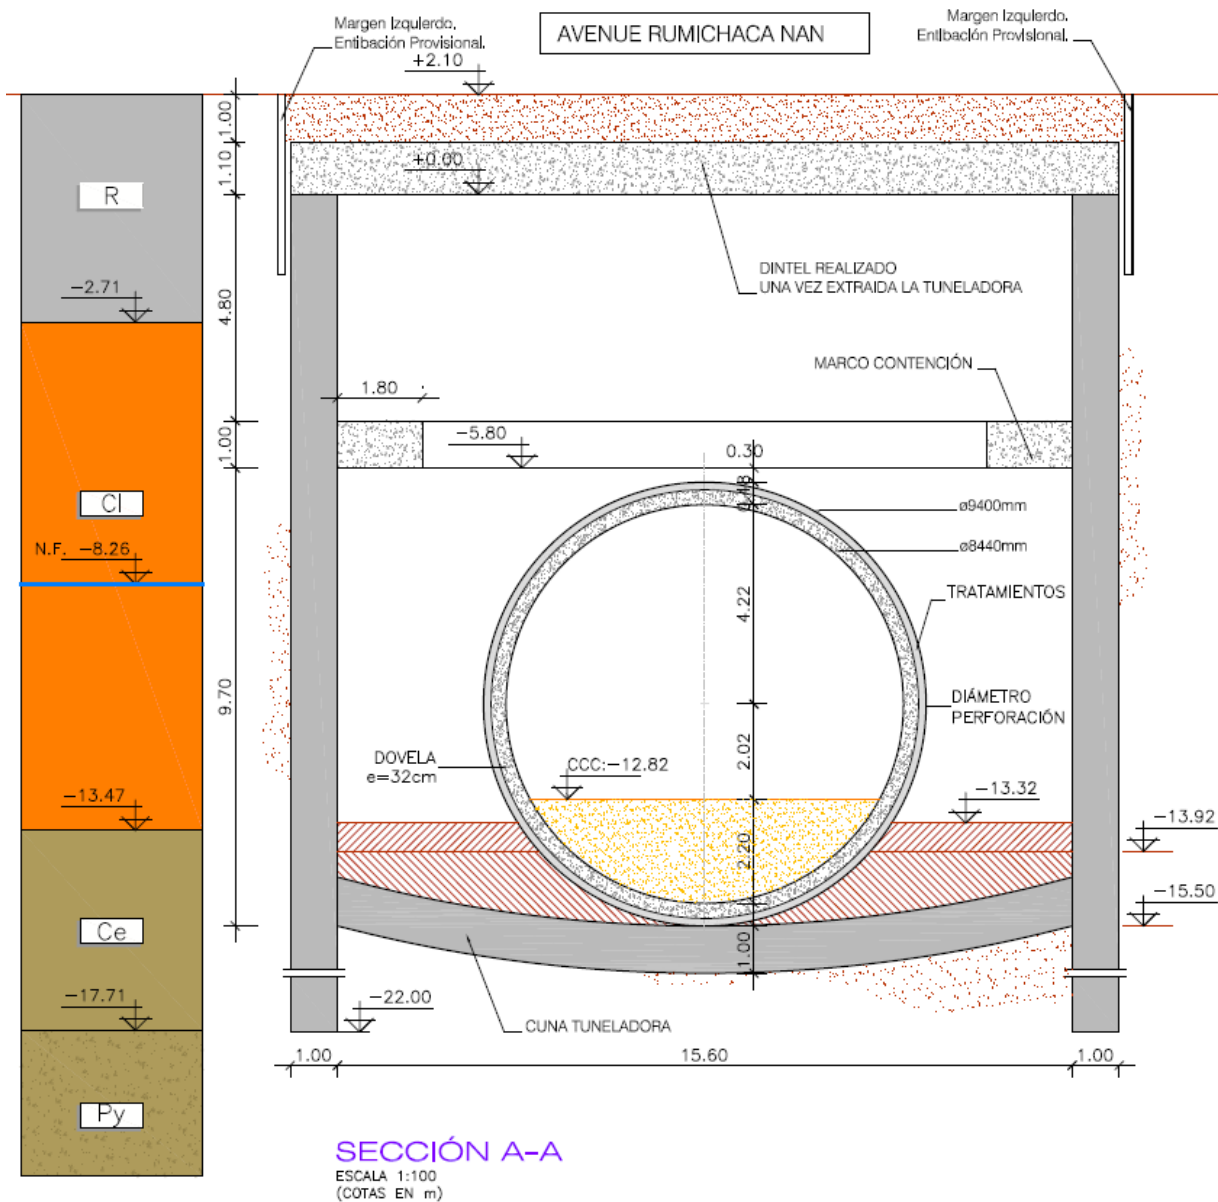 Margen Izquierdo.
Entibación Provisional.
AVENUE RUMICHACA NAN
Margen Izquierdo.
Entibación Provisional.
+2.10
1.00
1.10
+0.00
R
DINTEL REALIZADO
UNA VEZ EXTRAIDA LA TUNELADORA
-2.71
4.80
MARCO CONTENCIÓN
1.80
1.00
-5.80
0.30
Cl
ø9400mm
N.F. -8.26
ø8440mm
TRATAMIENTOS
4.22
9.70
DIÁMETRO
PERFORACIÓN
DOVELA
e=32cm
CCC:-12.82
2.02
-13.47
-13.32
-13.92
2.20
-15.50
Ce
1.00
-17.71
-22.00
CUNA TUNELADORA
1.00
15.60
1.00
Py
SECCIÓN A-A
ESCALA 1:100
(COTAS EN m)